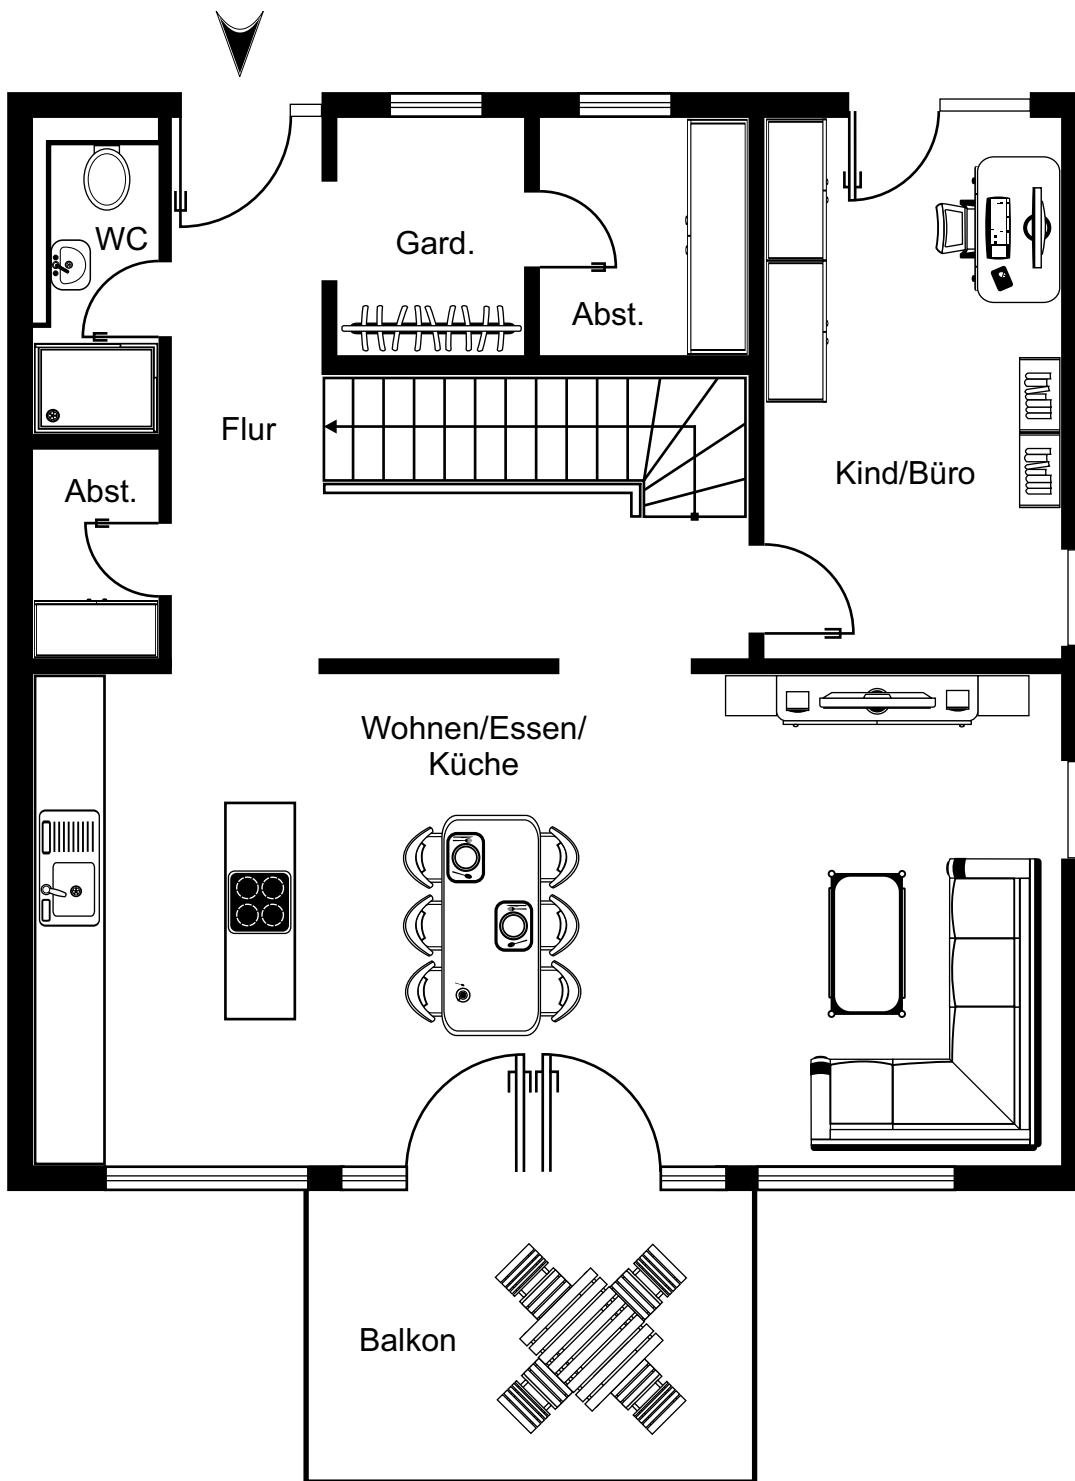 WC
Gard.
Abst.
Flur
Kind/Büro
Abst.
Wohnen/Essen/
Küche
Balkon